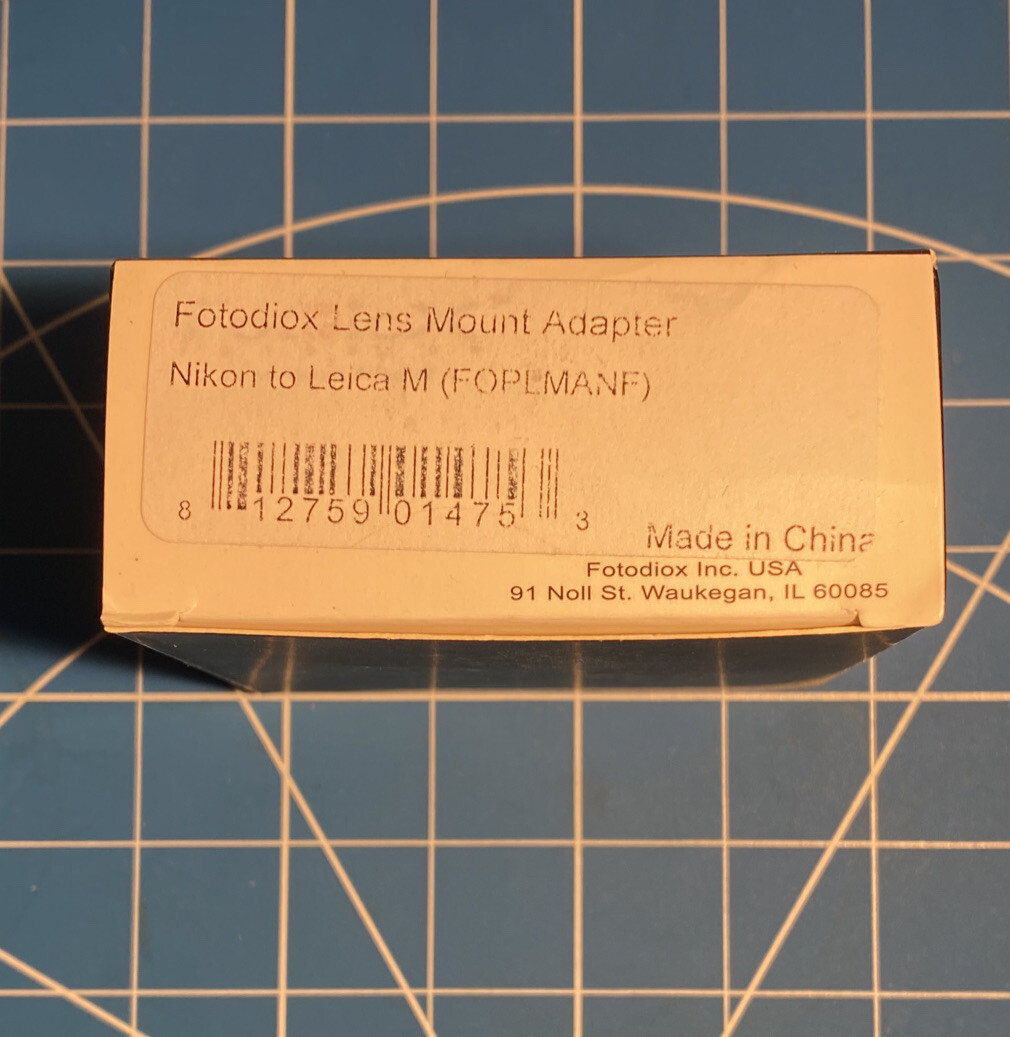 Fotodiox Lens Mount Adapter
Nikon to Leica M (FOPLMANF)
8 12759 01475 3
Made in China
Fotodiox Inc. USA
91 Noll St. Waukegan, IL 60085